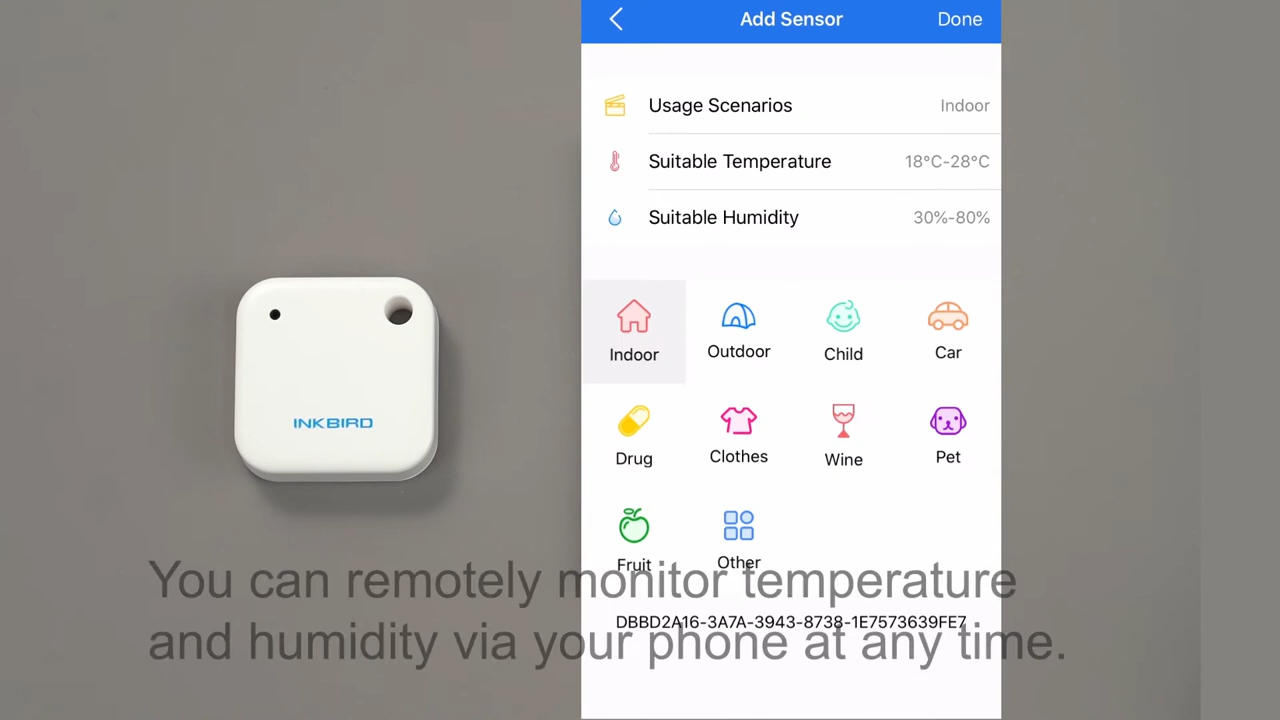 Add Sensor
Done
Usage Scenarios
Indoor
Suitable Temperature
18°C-28°C
Suitable Humidity
30%-80%
Indoor
Outdoor
Child
Car
Drug
Clothes
Wine
Pet
Fruit
Other
INKBIRD
You can remotely monitor temperature
DBBD2A16-3A7A-3943-8738-1E7573639FE7
and humidity via your phone at any time.